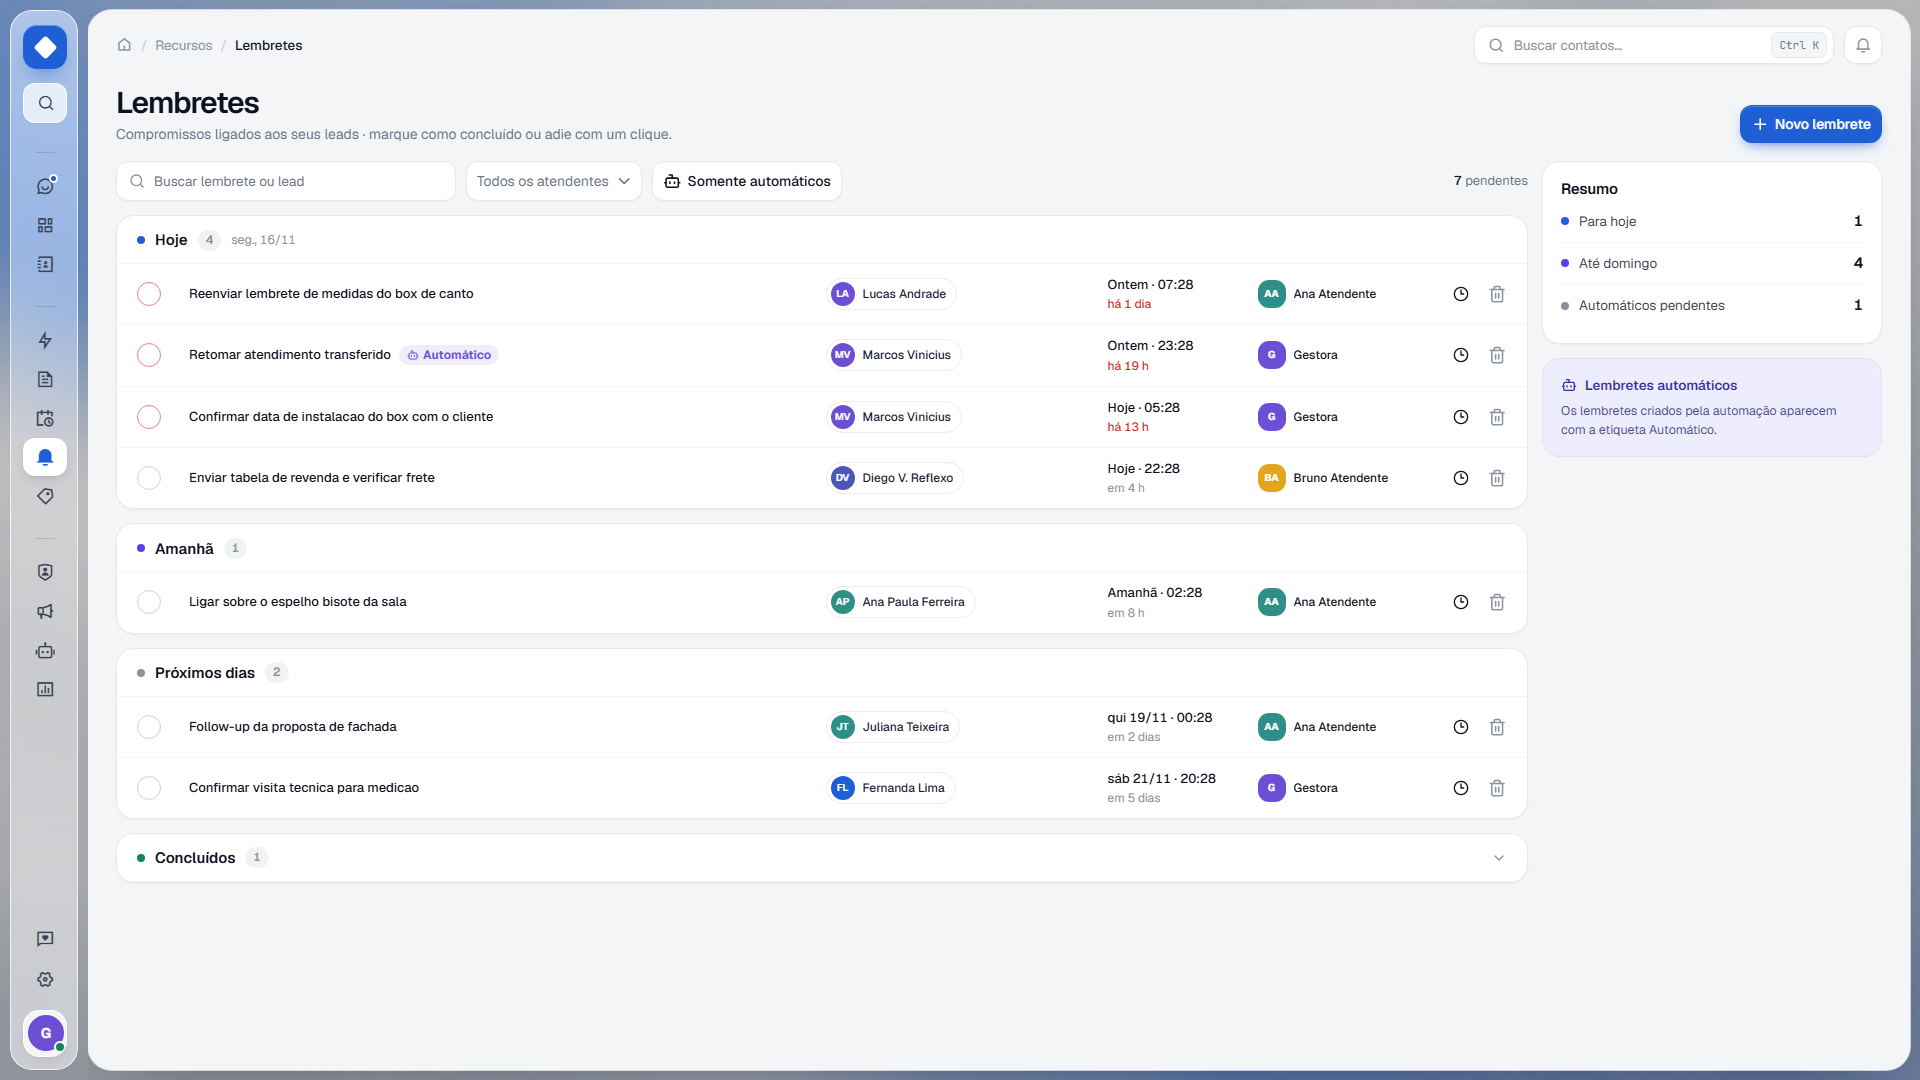 / Recursos / Lembretes
Buscar contatos... Ctrl K
Lembretes
Compromissos ligados aos seus leads · marque como concluído ou adie com um clique.
Novo lembrete
Buscar lembrete ou lead
Todos os atendentes
Somente automáticos
7 pendentes
Hoje 4 seg., 16/11
Reenviar lembrete de medidas do box de canto
LA Lucas Andrade
Ontem · 07:28
há 1 dia
AA Ana Atendente
Retomar atendimento transferido Automático
MV Marcos Vinicius
Ontem · 23:28
há 19 h
G Gestora
Confirmar data de instalacao do box com o cliente
MV Marcos Vinicius
Hoje · 05:28
há 13 h
G Gestora
Enviar tabela de revenda e verificar frete
DV Diego V. Reflexo
Hoje · 22:28
em 4 h
BA Bruno Atendente
Amanhã 1
Ligar sobre o espelho bisote da sala
AP Ana Paula Ferreira
Amanhã · 02:28
em 8 h
AA Ana Atendente
Próximos dias 2
Follow-up da proposta de fachada
JT Juliana Teixeira
qui 19/11 · 00:28
em 2 dias
AA Ana Atendente
Confirmar visita tecnica para medicao
FL Fernanda Lima
sáb 21/11 · 20:28
em 5 dias
G Gestora
Concluídos 1
Resumo
Para hoje 1
Até domingo 4
Automáticos pendentes 1
Lembretes automáticos
Os lembretes criados pela automação aparecem
com a etiqueta Automático.
G